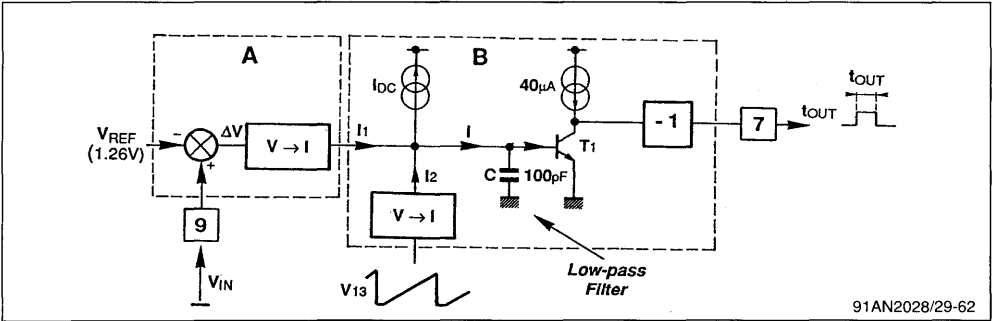 A
B
IDC
40μA
tOUT
VREF
(1.26V)
−
ΔV
V → I
I1
I
+
T1
- 1
7
tOUT
C
100pF
I2
9
V → I
VIN
V13
Low-pass
Filter
91AN2028/29-62